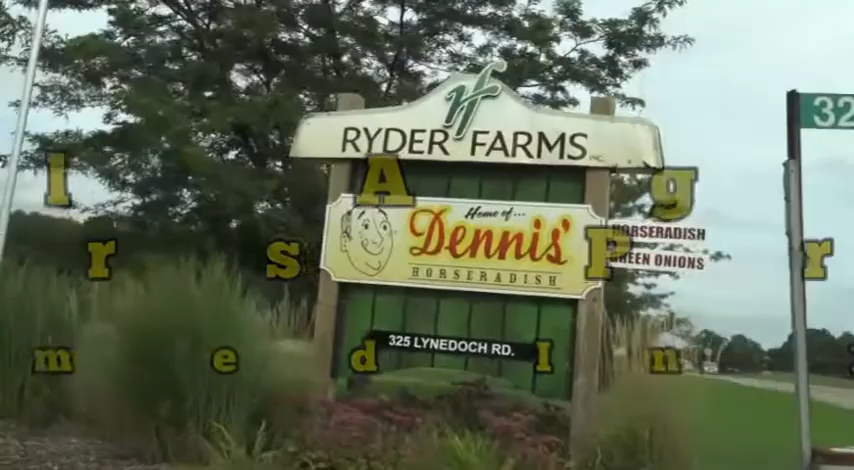 RYDER FARMS INC.
Home of...
Dennis'
HORSERADISH
HORSERADISH
GREEN ONIONS
325 LYNEDOCH RD.
32
l A g
r s P r
m e d I n